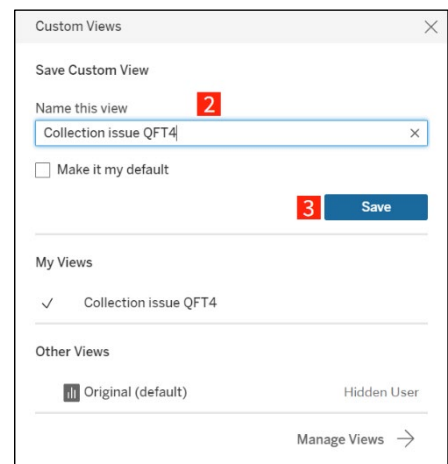 Custom Views
Save Custom View
Name this view 2
Collection issue QFT4
Make it my default
3 Save
My Views
Collection issue QFT4
Other Views
Original (default) Hidden User
Manage Views →